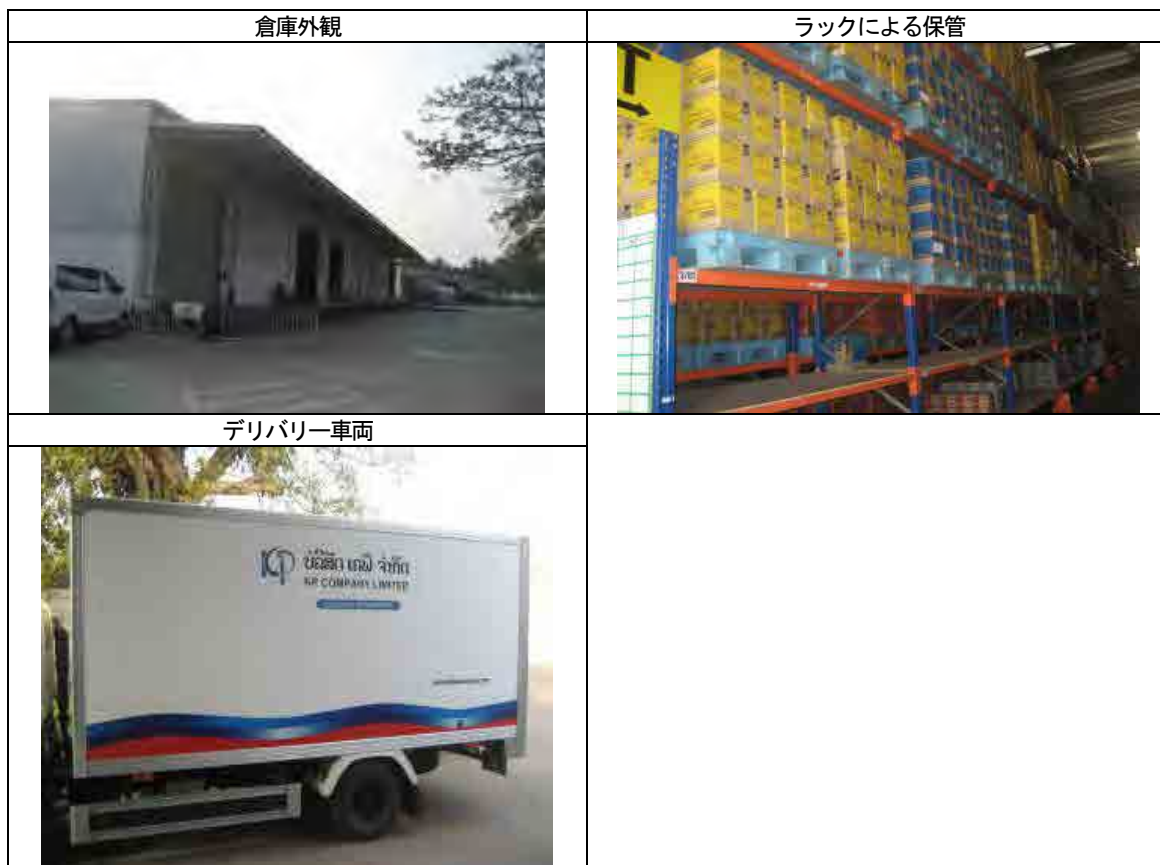 倉庫外観
ラックによる保管
T
デリバリー車両
KP
ບໍລິສັດ ເຄພີ ຈໍາກັດ
KP COMPANY LIMITED